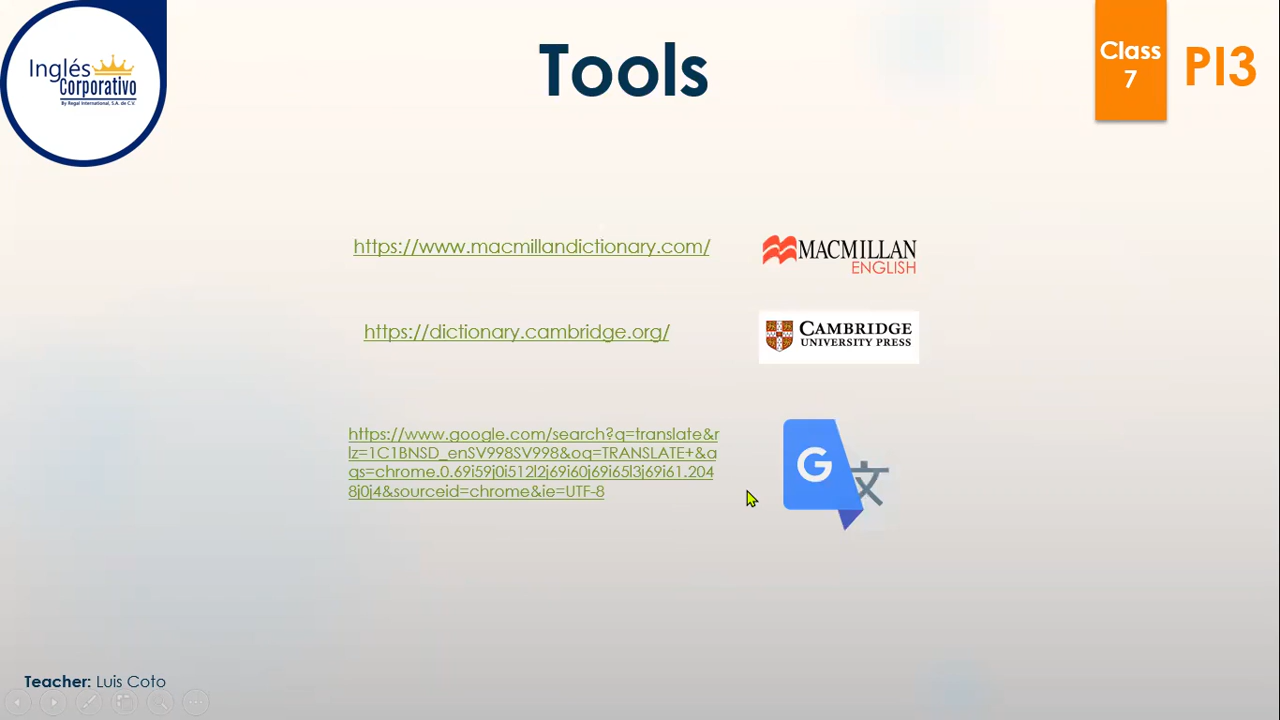 Inglés
Corporativo
By Regal International, S.A. de C.V.
Tools
Class
7
PI3
https://www.macmillandictionary.com/
MACMILLAN
ENGLISH
https://dictionary.cambridge.org/
CAMBRIDGE
UNIVERSITY PRESS
https://www.google.com/search?q=translate&r
lz=1C1BNSD_enSV998SV998&oq=TRANSLATE+&a
qs=chrome.0.69i59j0i512l2j69i60j69i65l3j69i61.204
8j0j4&sourceid=chrome&ie=UTF-8
G
文
Teacher: Luis Coto